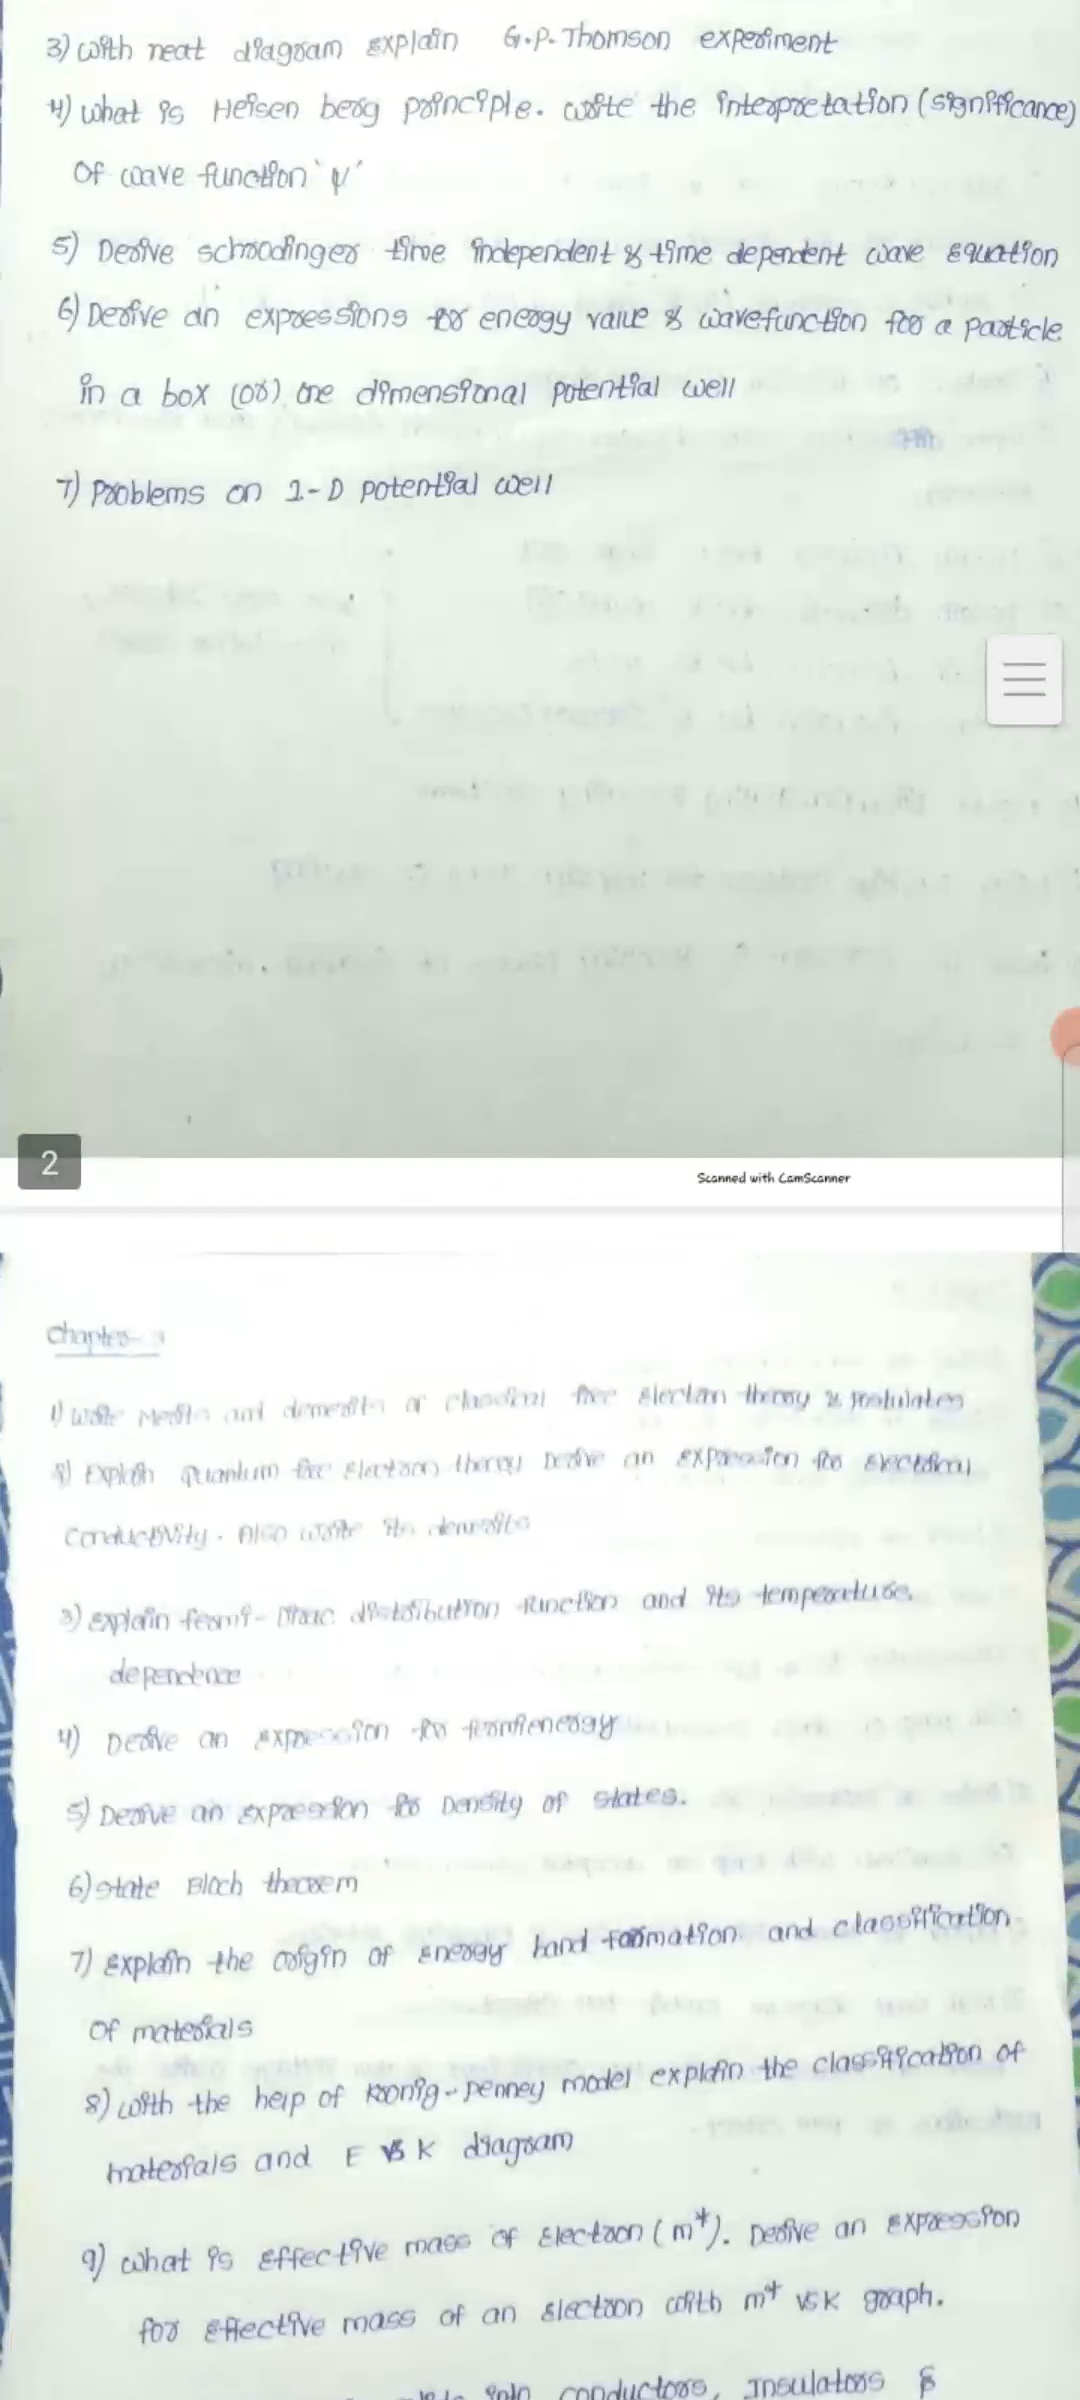 3) with neat diagram explain G.P. Thomson experiment
4) what is Heisen berg principle. write the interpretation (significance)
of wave function 'ψ'
5) Derive schrodinger time independent & time dependent wave equation
6) Derive an expressions for energy value & wavefunction for a particle
in a box (or) one dimensional potential well
7) problems on 1-D potential well
2
Scanned with CamScanner
Chapter-
1) write merits and demerits of classical free electron theory & postulates
2) Explain quantum free electron theory Derive an expression for electrical
conductivity. Also write its demerits
3) explain fermi-Dirac distribution function and its temperature
dependence
4) Derive an expression for fermienergy
5) Derive an expression for Density of states.
6) state Bloch theorem
7) explain the origin of energy band formation and classification
of materials
8) with the help of kronig-penney model explain the classification of
materials and E vs K diagram
9) what is effective mass of electron (m*). Derive an expression
for effective mass of an electron with m* vs K graph.
into conductors, Insulators &